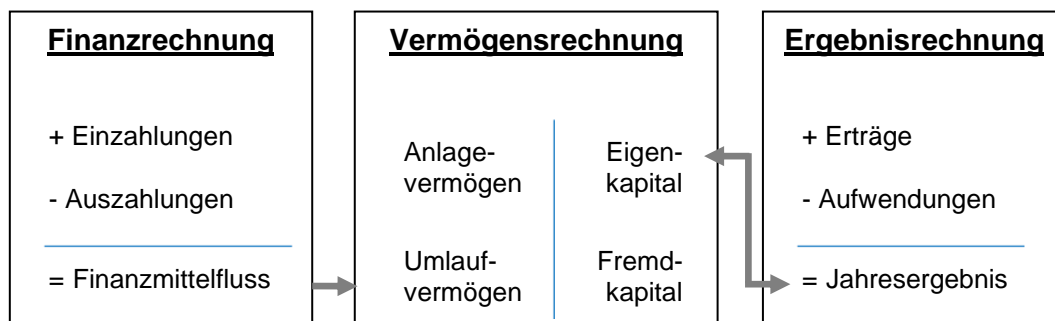 Finanzrechnung
+ Einzahlungen
- Auszahlungen
= Finanzmittelfluss
Vermögensrechnung
Anlage-
vermögen
Umlauf-
vermögen
Eigen-
kapital
Fremd-
kapital
Ergebnisrechnung
+ Erträge
- Aufwendungen
= Jahresergebnis